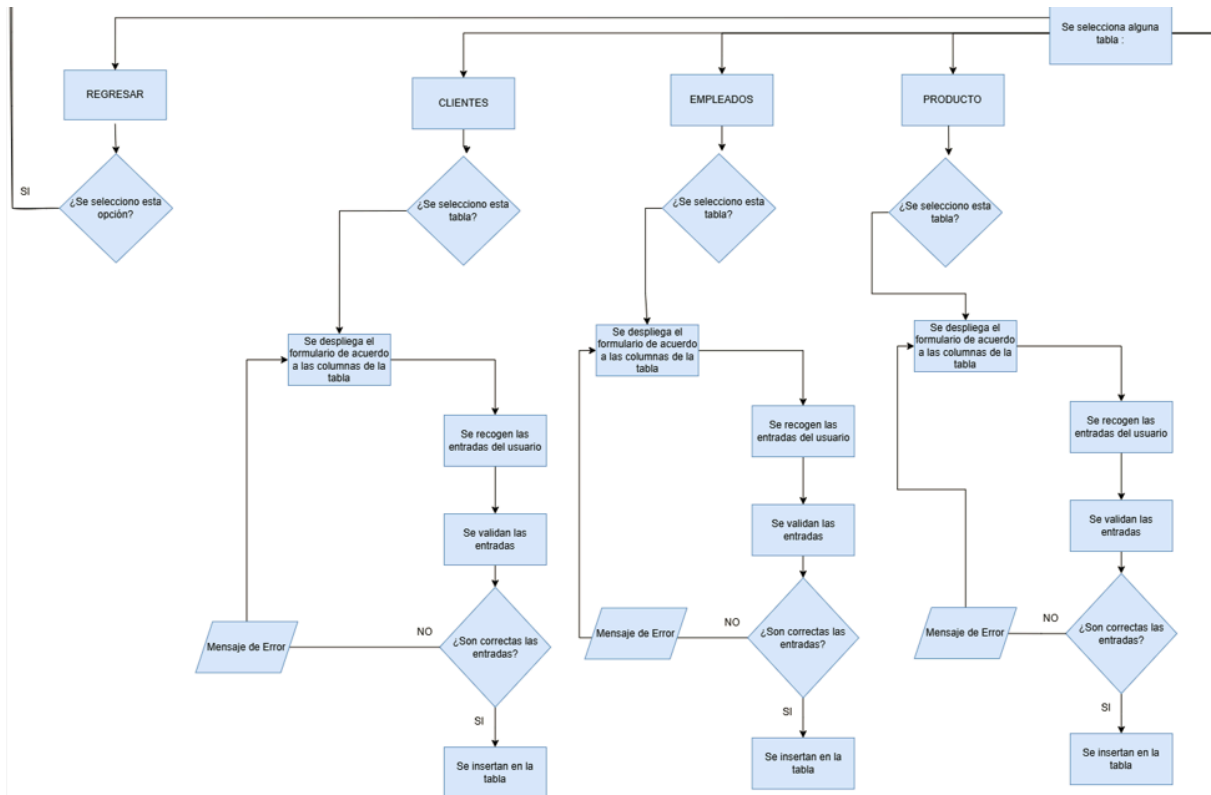 Se selecciona alguna
tabla :
REGRESAR
CLIENTES
EMPLEADOS
PRODUCTO
SI
¿Se selecciono esta
opción?
¿Se selecciono esta
tabla?
¿Se selecciono esta
tabla?
¿Se selecciono esta
tabla?
Se despliega el
formulario de acuerdo
a las columnas de la
tabla
Se despliega el
formulario de acuerdo
a las columnas de la
tabla
Se despliega el
formulario de acuerdo
a las columnas de la
tabla
Se recogen las
entradas del usuario
Se recogen las
entradas del usuario
Se recogen las
entradas del usuario
Se validan las
entradas
Se validan las
entradas
Se validan las
entradas
Mensaje de Error
NO
¿Son correctas las
entradas?
Mensaje de Error
NO
¿Son correctas las
entradas?
Mensaje de Error
NO
¿Son correctas las
entradas?
SI
SI
SI
Se insertan en la
tabla
Se insertan en la
tabla
Se insertan en la
tabla